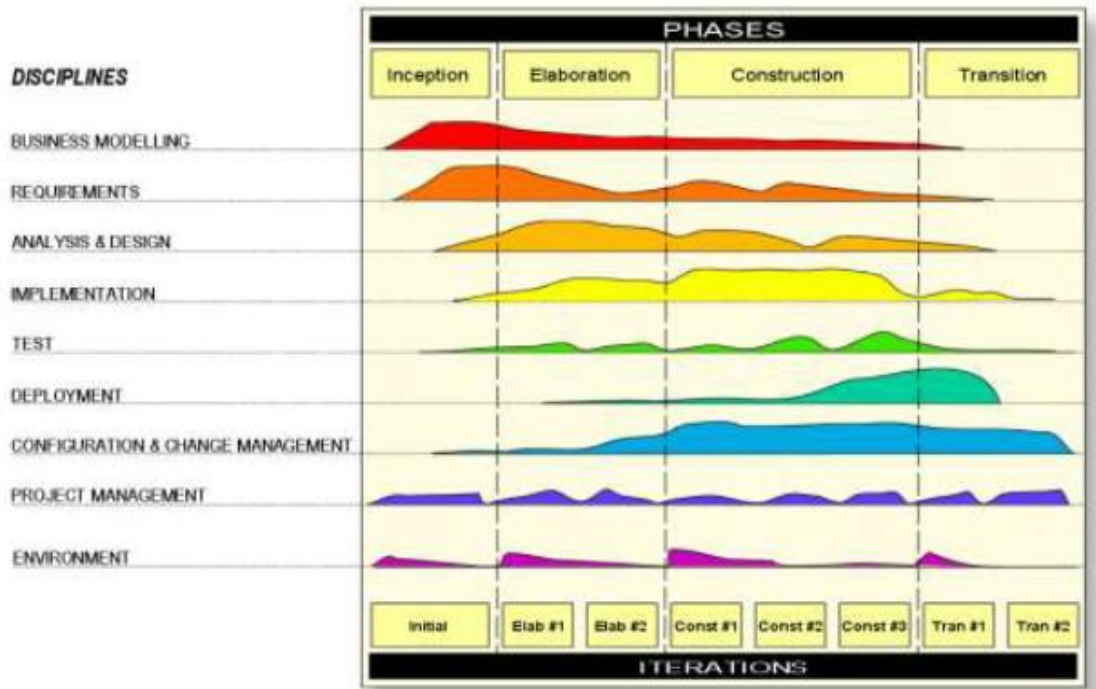 PHASES
DISCIPLINES
Inception
Elaboration
Construction
Transition
BUSINESS MODELLING
REQUIREMENTS
ANALYSIS & DESIGN
IMPLEMENTATION
TEST
DEPLOYMENT
CONFIGURATION & CHANGE MANAGEMENT
PROJECT MANAGEMENT
ENVIRONMENT
Initial
Elab #1
Elab #2
Const #1
Const #2
Const #3
Tran #1
Tran #2
ITERATIONS